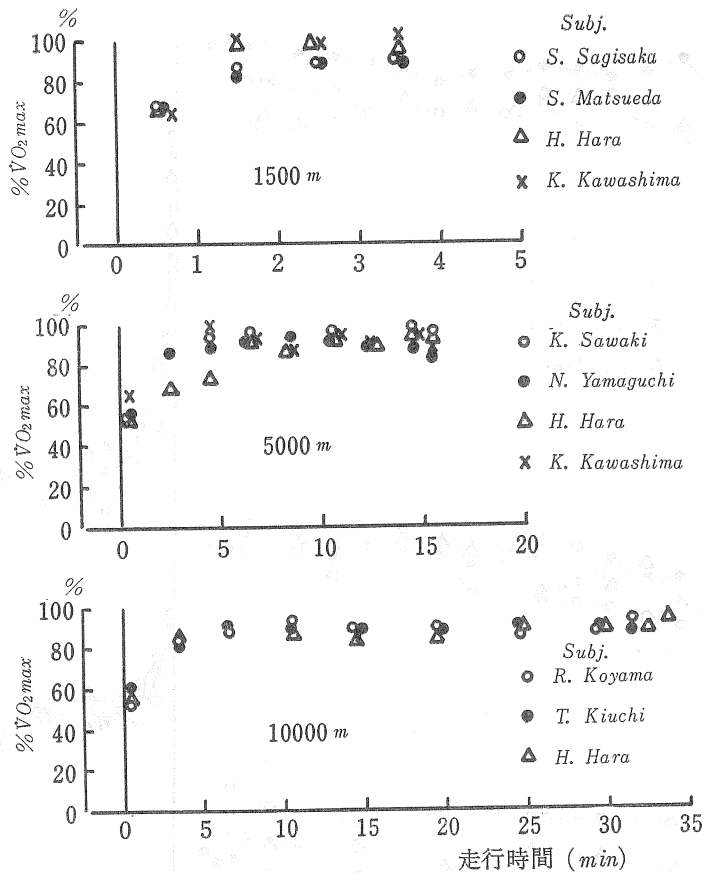 %
Subj.
100
80
60
40
20
0
%V̇O₂max
S. Sagisaka
S. Matsueda
H. Hara
K. Kawashima
1500 m
0 1 2 3 4 5
%
Subj.
100
80
60
40
20
0
%V̇O₂max
K. Sawaki
N. Yamaguchi
H. Hara
K. Kawashima
5000 m
0 5 10 15 20
%
100
80
60
40
20
0
%V̇O₂max
Subj.
R. Koyama
T. Kiuchi
H. Hara
10000 m
0 5 10 15 20 25 30 35
走行時間 (min)